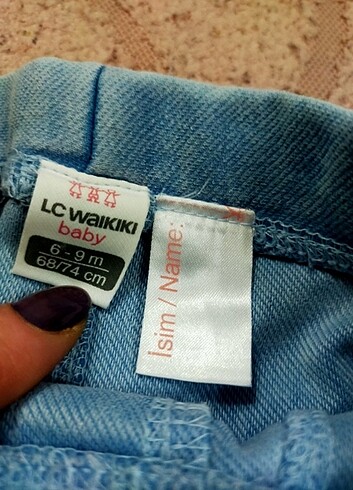 LC WAIKIKI
baby
6 - 9 m
68/74 cm
İsim / Name: